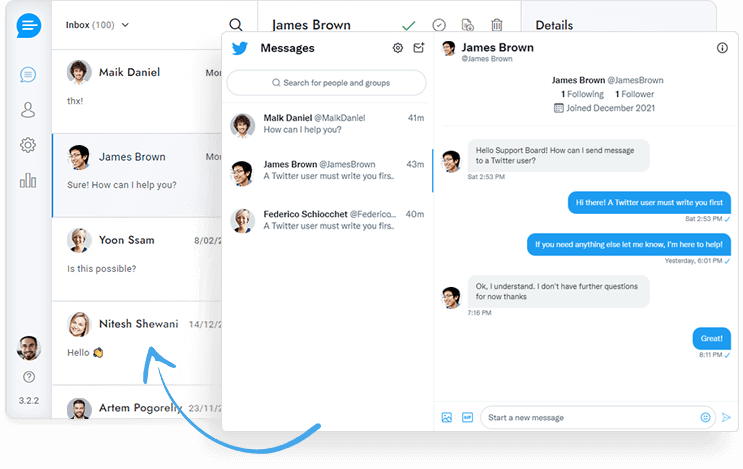 Inbox (100)
James Brown
Details
Maik Daniel
Mo
thx!
James Brown
Mo
Sure! How can I help you?
Yoon Ssam
8/02/
Is this possible?
Nitesh Shewani
14/12/
Hello 👏
Artem Pogorelly
23/11/
3.2.2
Messages
Search for people and groups
Malk Daniel @MalkDaniel
41m
How can I help you?
James Brown @JamesBrown
43m
A Twitter user must write you firs..
Federico Schiocchet @Federico...
40m
A Twitter user must write you firs..
James Brown
@James Brown
James Brown @JamesBrown
1 Following 1 Follower
Joined December 2021
Hello Support Board! How can I send message
to a Twitter user?
Sat 2:53 PM
Hi there! A Twitter user must write you first
Sat 2:53 PM
If you need anything else let me know, I'm here to help!
Yesterday, 6:01 PM
Ok, I understand. I don't have further questions
for now thanks
7:16 PM
Great!
8:11 PM
GIF
Start a new message